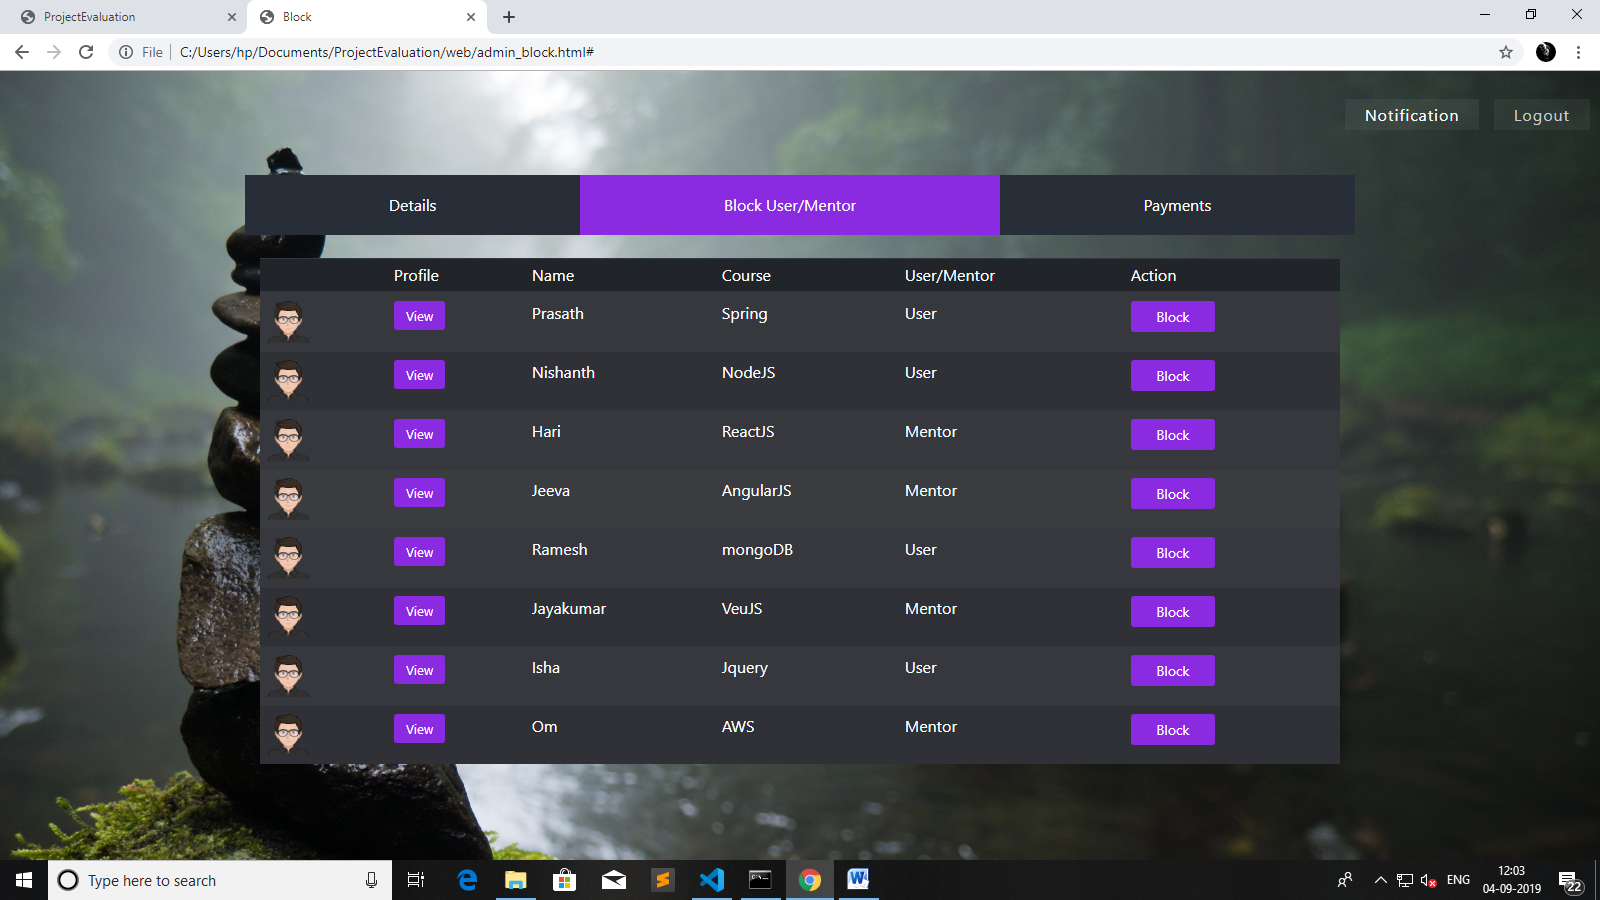 ProjectEvaluation
Block
File
C:/Users/hp/Documents/ProjectEvaluation/web/admin_block.html#
Notification Logout
Details Block User/Mentor Payments
Profile Name Course User/Mentor Action
View Prasath Spring User Block
View Nishanth NodeJS User Block
View Hari ReactJS Mentor Block
View Jeeva AngularJS Mentor Block
View Ramesh mongoDB User Block
View Jayakumar VeuJS Mentor Block
View Isha Jquery User Block
View Om AWS Mentor Block
Type here to search
ENG
12:03
04-09-2019
22